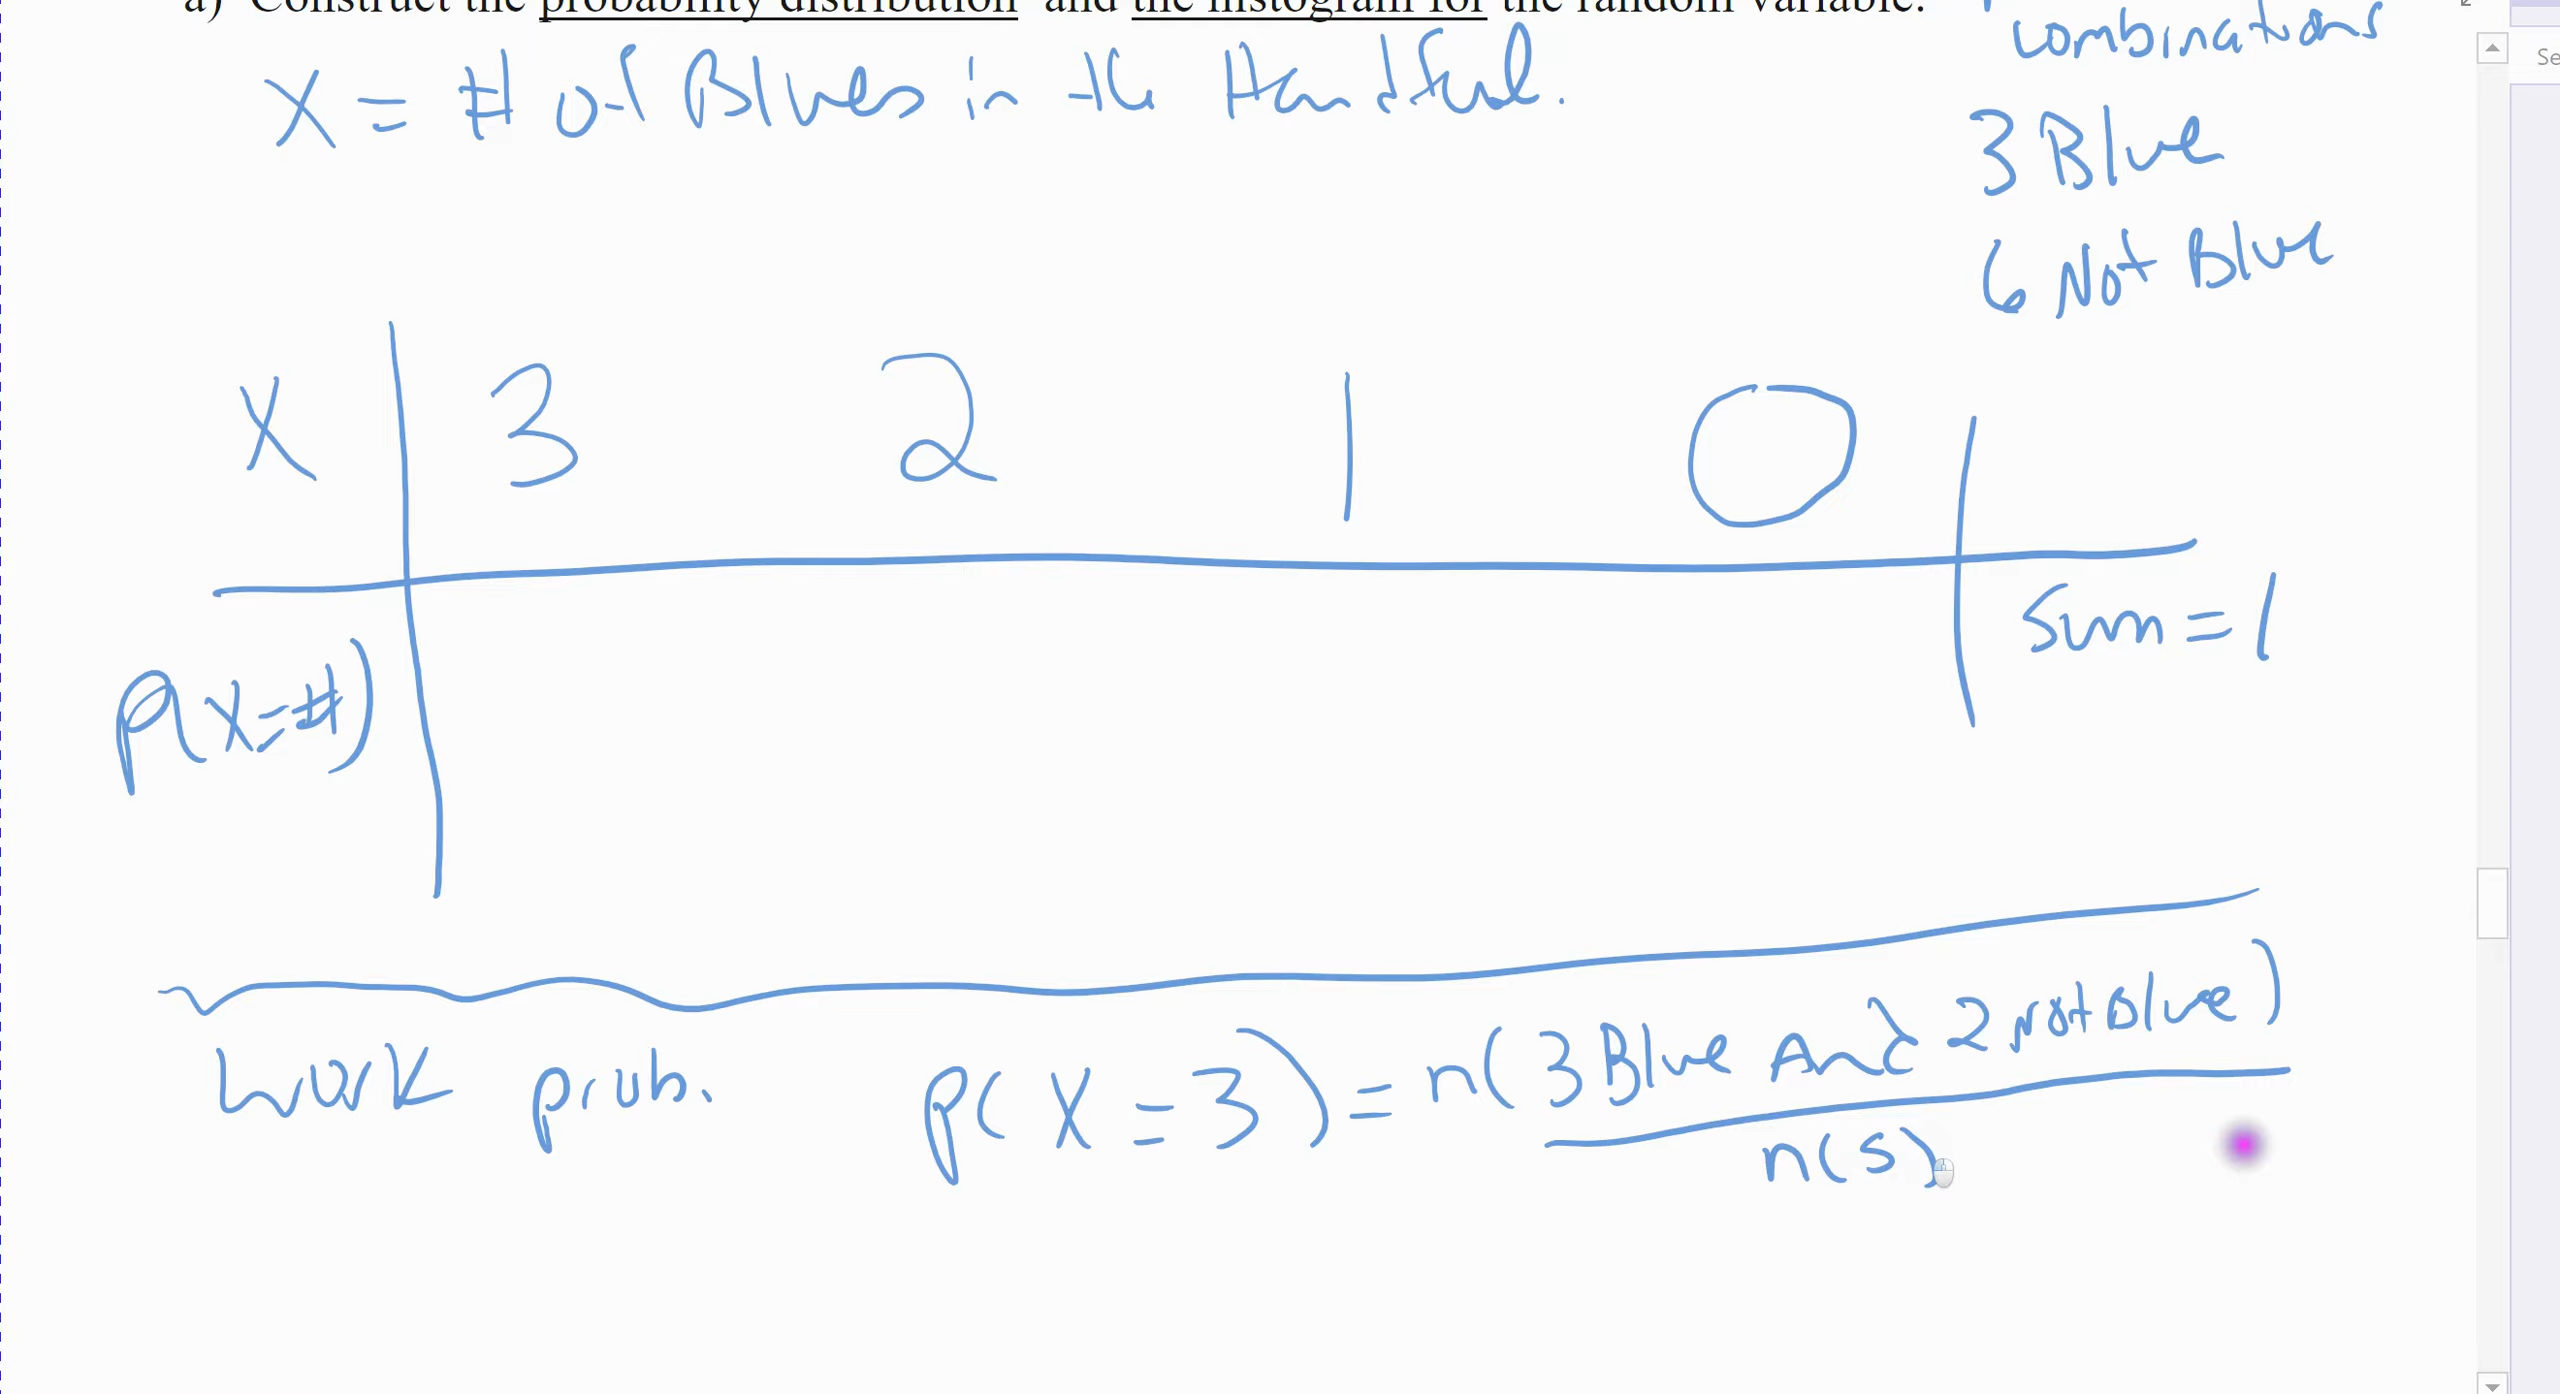 a) Construct the probability distribution and the histogram for the random variable.
combinations
X = # of Blues in the Handful.
3 Blue
6 Not Blue
X 3 2 1 0
Sum = 1
P(X=#)
Work prob. P(X=3) = n(3 Blue And 2 not Blue)
n(s)
Se